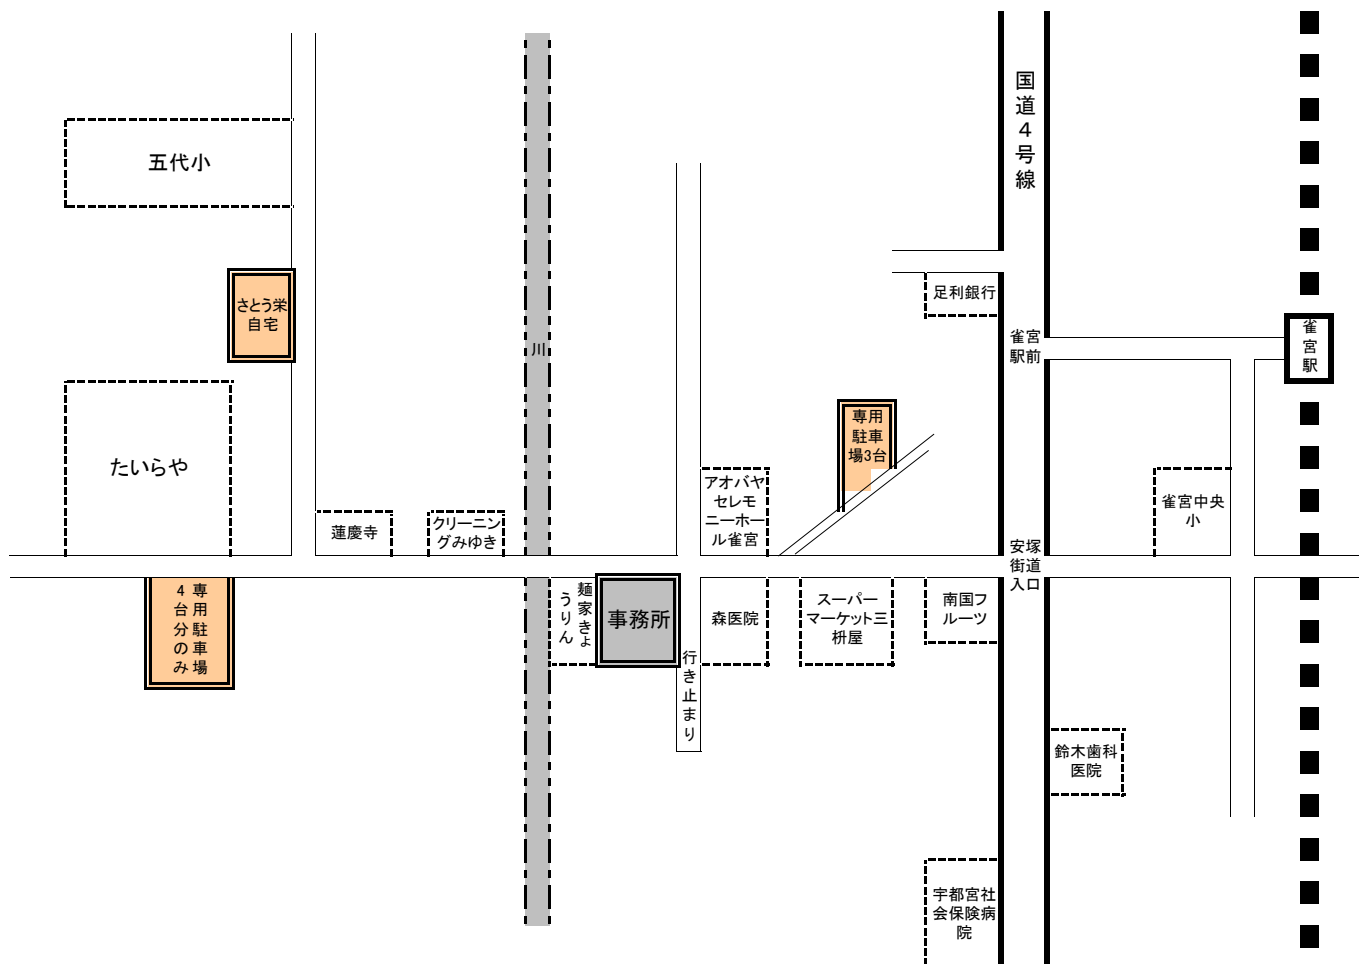 国道４号線
五代小
さとう栄
自宅
足利銀行
川
雀宮
駅前
雀宮駅
専用
駐車
場3台
たいらや
アオバヤ
セレモ
ニーホー
ル雀宮
蓮慶寺
クリーニン
グみゆき
雀宮中央
小
安塚
街道
入口
専用駐車場
４台分のみ
麺家きょ
うりん
事務所
森医院
スーパー
マーケット三
枡屋
南国フ
ルーツ
行き止まり
鈴木歯科
医院
宇都宮社
会保険病
院